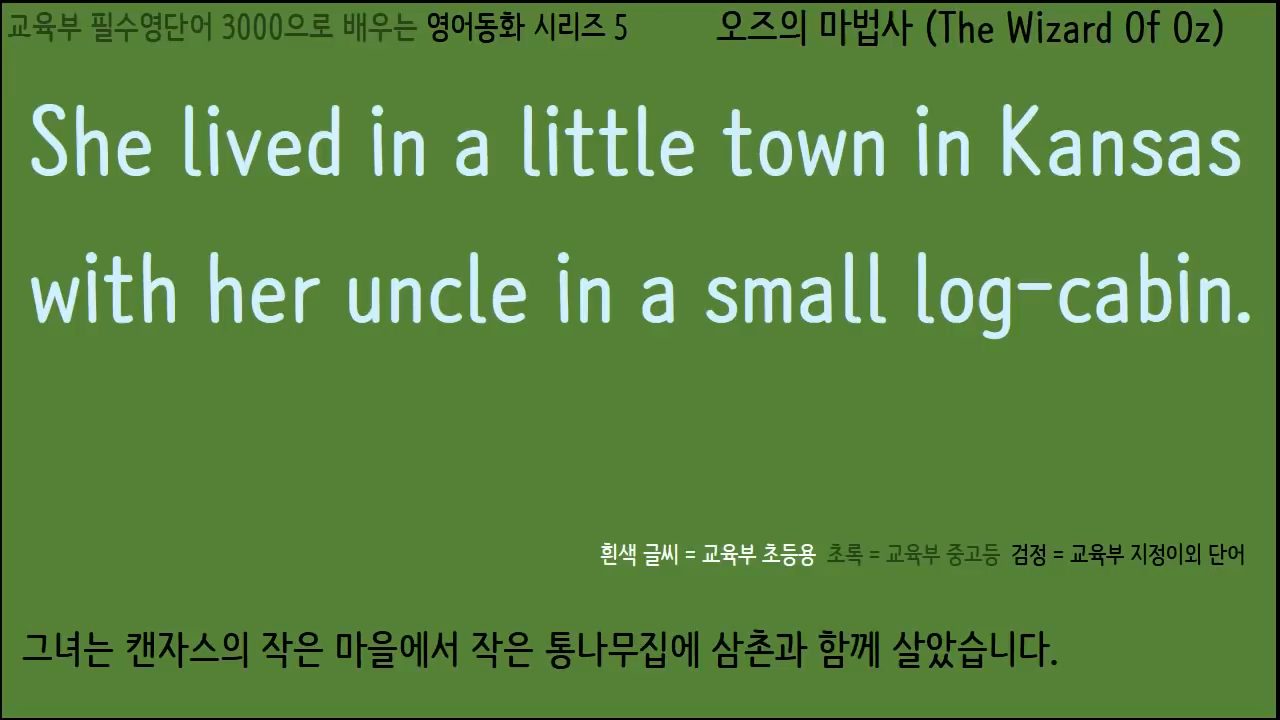 교육부 필수영단어 3000으로 배우는 영어동화 시리즈 5 오즈의 마법사 (The Wizard Of Oz)
She lived in a little town in Kansas
with her uncle in a small log-cabin.
흰색 글씨 = 교육부 초등용 초록 = 교육부 중고등 검정 = 교육부 지정이외 단어
그녀는 캔자스의 작은 마을에서 작은 통나무집에 삼촌과 함께 살았습니다.